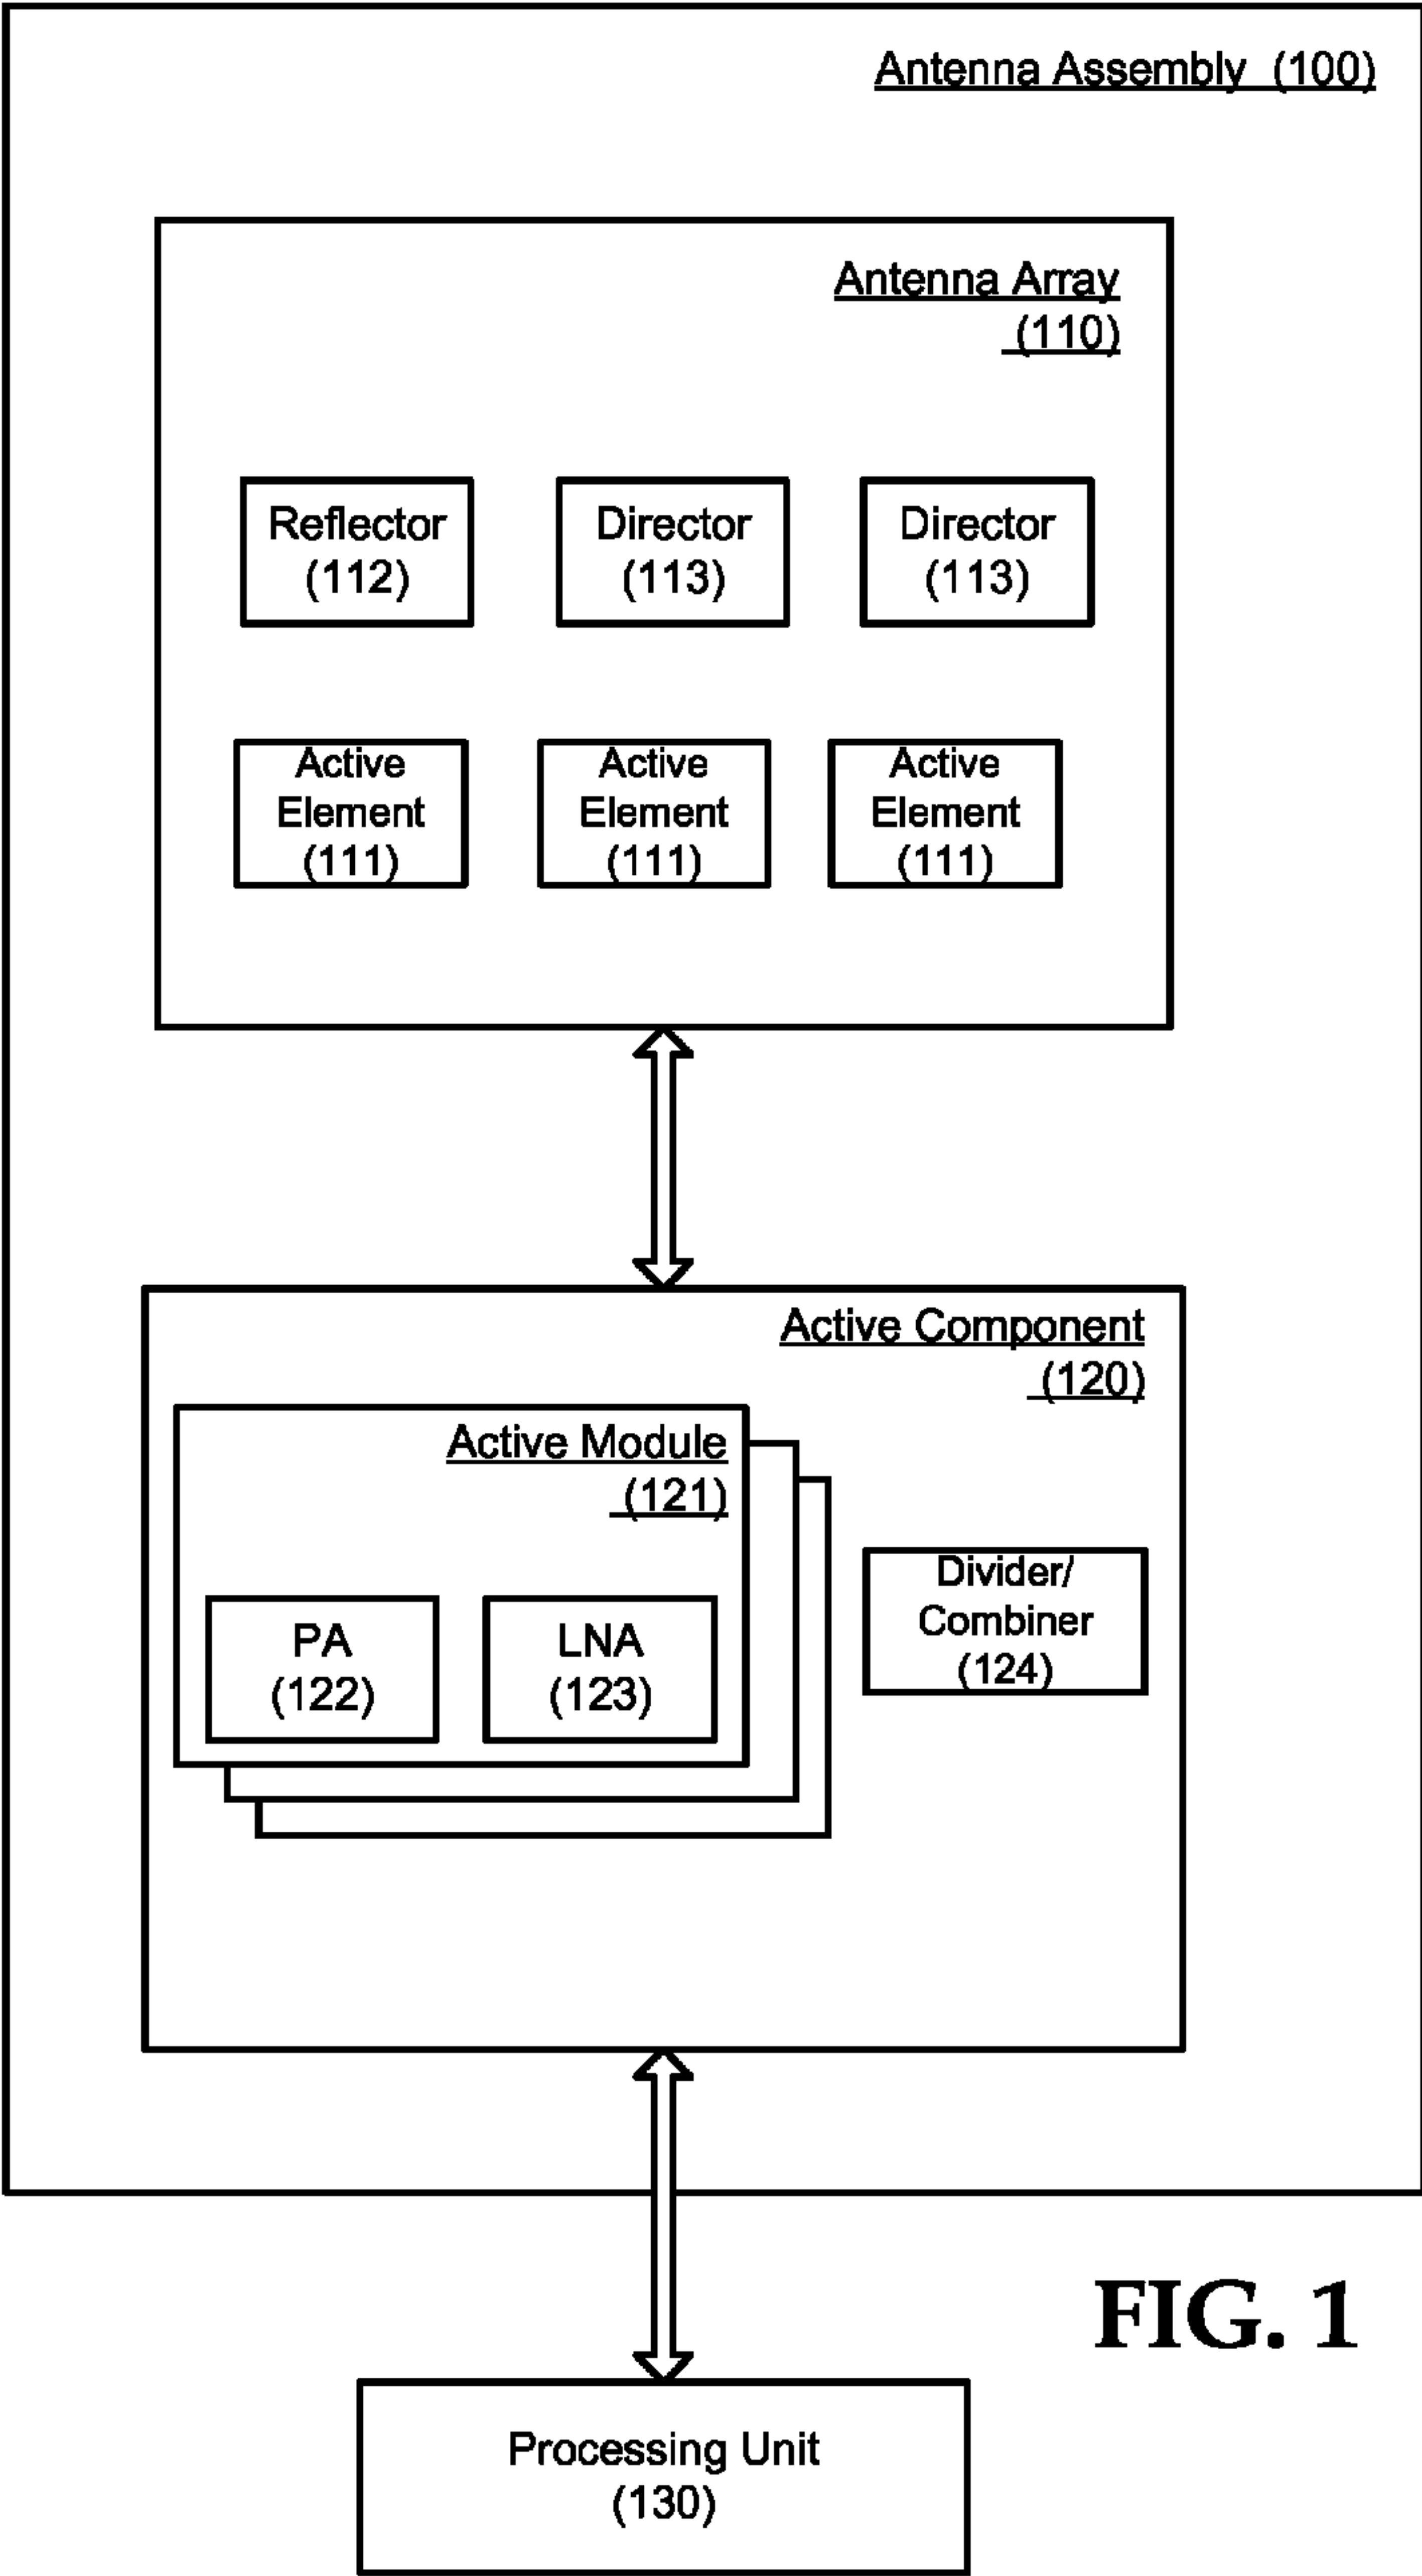 Antenna Assembly (100)
Antenna Array
(110)
Reflector
(112)
Director
(113)
Director
(113)
Active
Element
(111)
Active
Element
(111)
Active
Element
(111)
Active Component
(120)
Active Module
(121)
PA
(122)
LNA
(123)
Divider/
Combiner
(124)
FIG. 1
Processing Unit
(130)